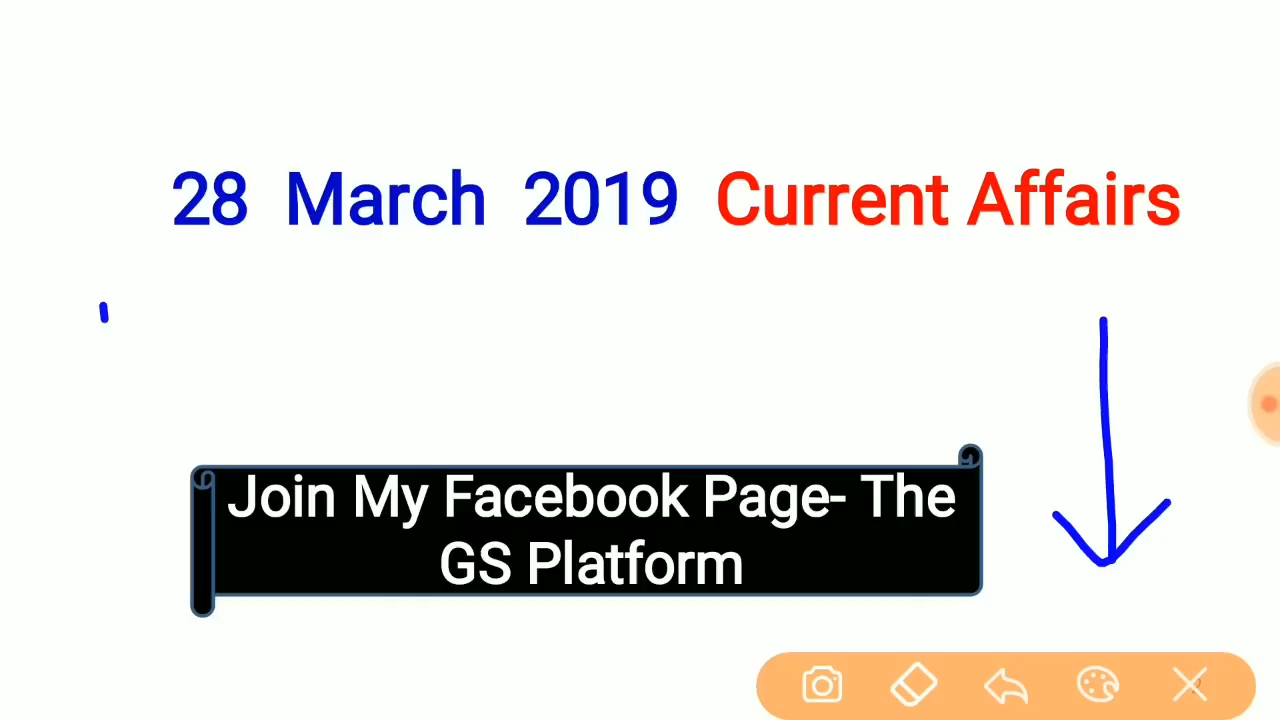 28 March 2019 Current Affairs
Join My Facebook Page- The
GS Platform